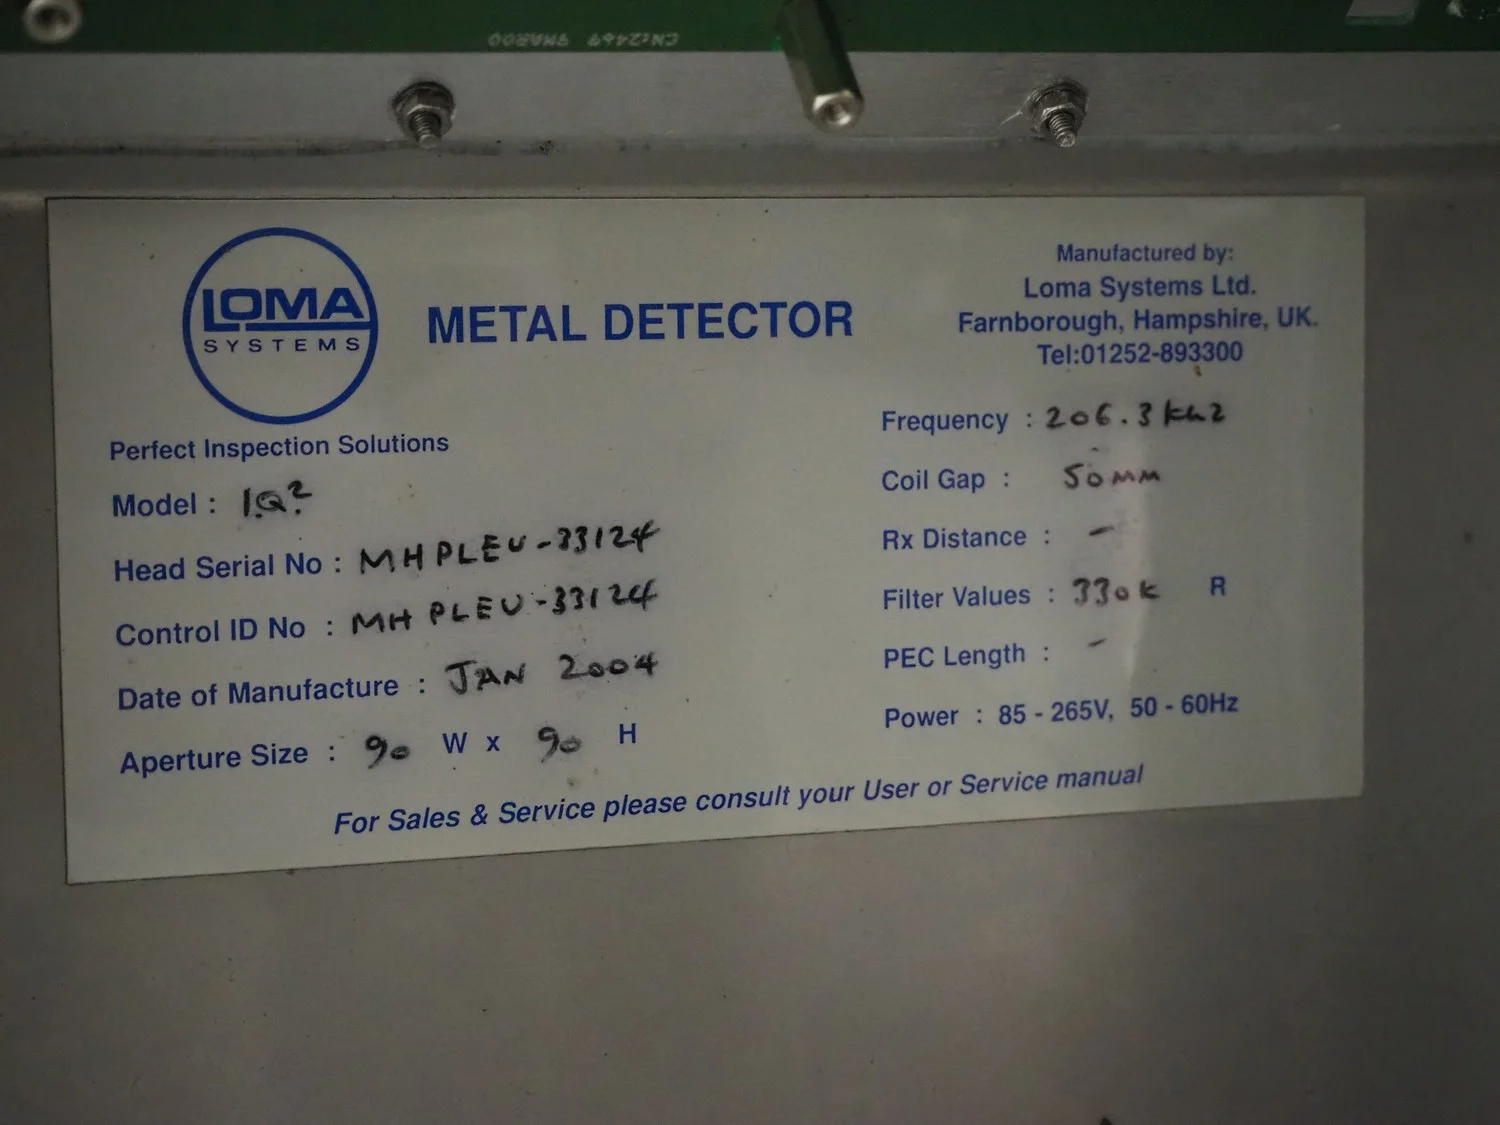 LOMA
SYSTEMS
METAL DETECTOR
Manufactured by:
Loma Systems Ltd.
Farnborough, Hampshire, UK.
Tel:01252-893300
Perfect Inspection Solutions
Model : I.Q²
Head Serial No : MHPLEU-33124
Control ID No : MHPLEU-33124
Date of Manufacture : JAN 2004
Aperture Size : 90 W x 90 H
Frequency : 206.3 khz
Coil Gap : 50MM
Rx Distance : -
Filter Values : 330k R
PEC Length : -
Power : 85 - 265V, 50 - 60Hz
For Sales & Service please consult your User or Service manual